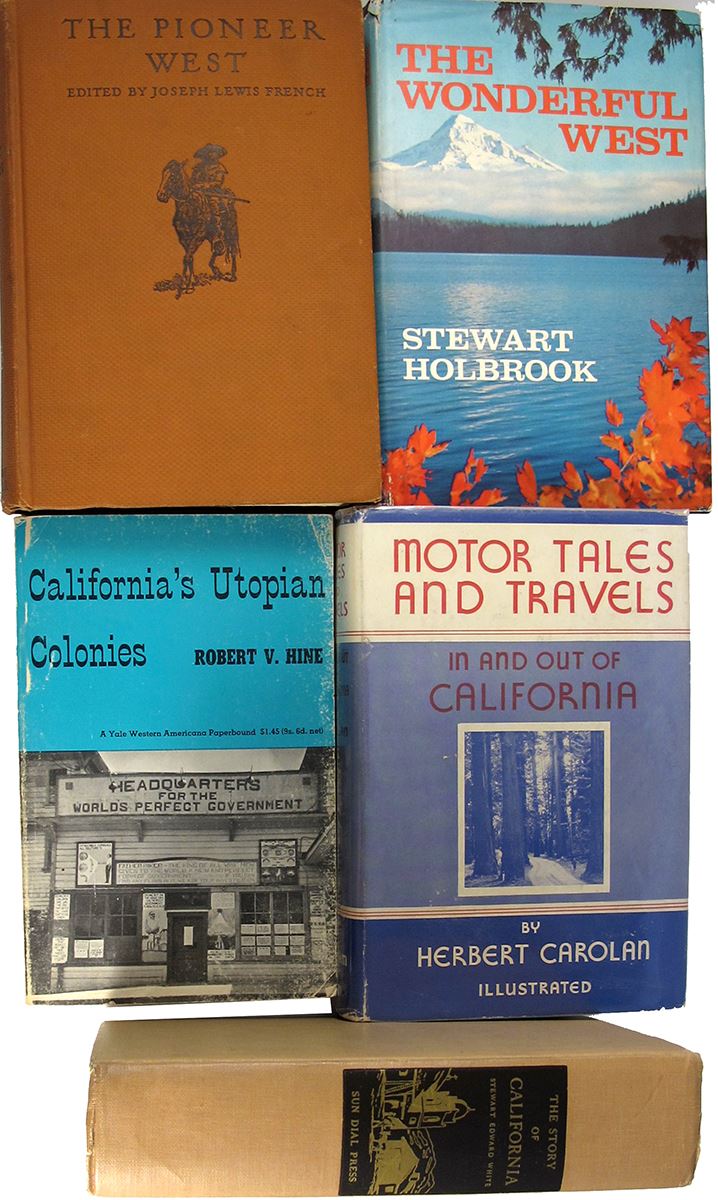 THE PIONEER
WEST
EDITED BY JOSEPH LEWIS FRENCH
THE
WONDERFUL
WEST
STEWART
HOLBROOK
California's Utopian
Colonies
ROBERT V. HINE
A Yale Western Americana Paperbound $1.45 (9s. 6d. net)
HEADQUARTERS
FOR THE
WORLD'S PERFECT GOVERNMENT
MOTOR TALES
AND TRAVELS
IN AND OUT OF
CALIFORNIA
BY
HERBERT CAROLAN
ILLUSTRATED
THE STORY
OF
CALIFORNIA
STEWART EDWARD WHITE
SUN DIAL PRESS